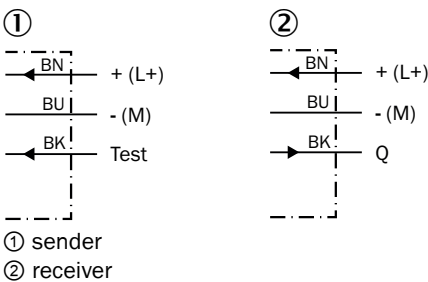 ① ②
BN + (L+) BN + (L+)
BU - (M) BU - (M)
BK Test BK Q
① sender
② receiver